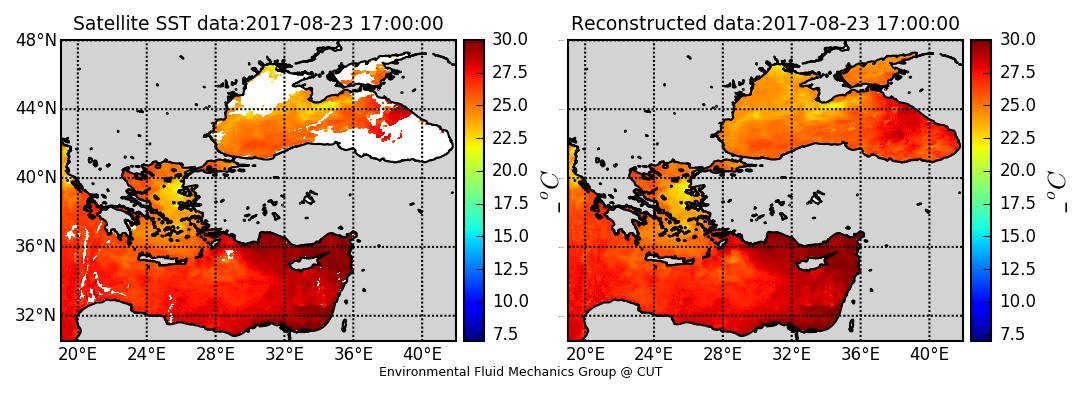 Satellite SST data:2017-08-23 17:00:00
48°N
44°N
40°N
36°N
32°N
20°E 24°E 28°E 32°E 36°E 40°E
30.0
27.5
25.0
22.5
20.0
17.5
15.0
12.5
10.0
7.5
_ °C
Reconstructed data:2017-08-23 17:00:00
20°E 24°E 28°E 32°E 36°E 40°E
30.0
27.5
25.0
22.5
20.0
17.5
15.0
12.5
10.0
7.5
_ °C
Environmental Fluid Mechanics Group @ CUT